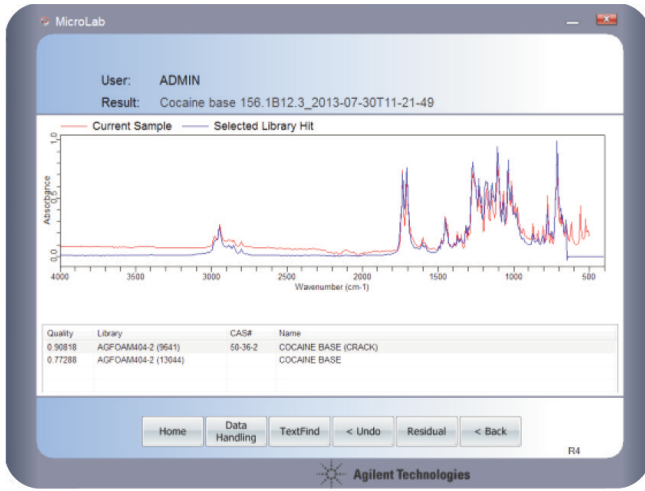 MicroLab
User: ADMIN
Result: Cocaine base 156.1B12.3_2013-07-30T11-21-49
Current Sample Selected Library Hit
Absorbance
1,0
0,5
0,0
4000 3500 3000 2500 2000 1500 1000 500
Wavenumber (cm-1)
Quality Library CAS# Name
0.90818 AGFOAM404-2 (9641) 50-36-2 COCAINE BASE (CRACK)
0.77288 AGFOAM404-2 (13044) COCAINE BASE
Home Data Handling TextFind < Undo Residual < Back
R4
Agilent Technologies